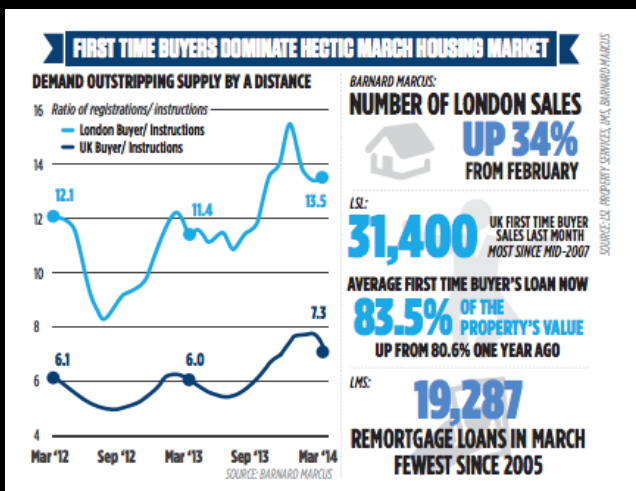 FIRST TIME BUYERS DOMINATE HECTIC MARCH HOUSING MARKET
DEMAND OUTSTRIPPING SUPPLY BY A DISTANCE
16 Ratio of registrations/ instructions
London Buyer/ Instructions
UK Buyer/ Instructions
14
12
10
8
6
4
12.1
11.4
13.5
6.1
6.0
7.3
Mar '12 Sep '12 Mar '13 Sep '13 Mar '14
SOURCE: BARNARD MARCUS
BARNARD MARCUS:
NUMBER OF LONDON SALES
UP 34%
FROM FEBRUARY
LSL:
31,400
UK FIRST TIME BUYER
SALES LAST MONTH
MOST SINCE MID-2007
AVERAGE FIRST TIME BUYER'S LOAN NOW
83.5%
OF THE
PROPERTY'S VALUE
UP FROM 80.6% ONE YEAR AGO
LMS:
19,287
REMORTGAGE LOANS IN MARCH
FEWEST SINCE 2005
SOURCE: LSL PROPERTY SERVICES, LMS, BARNARD MARCUS